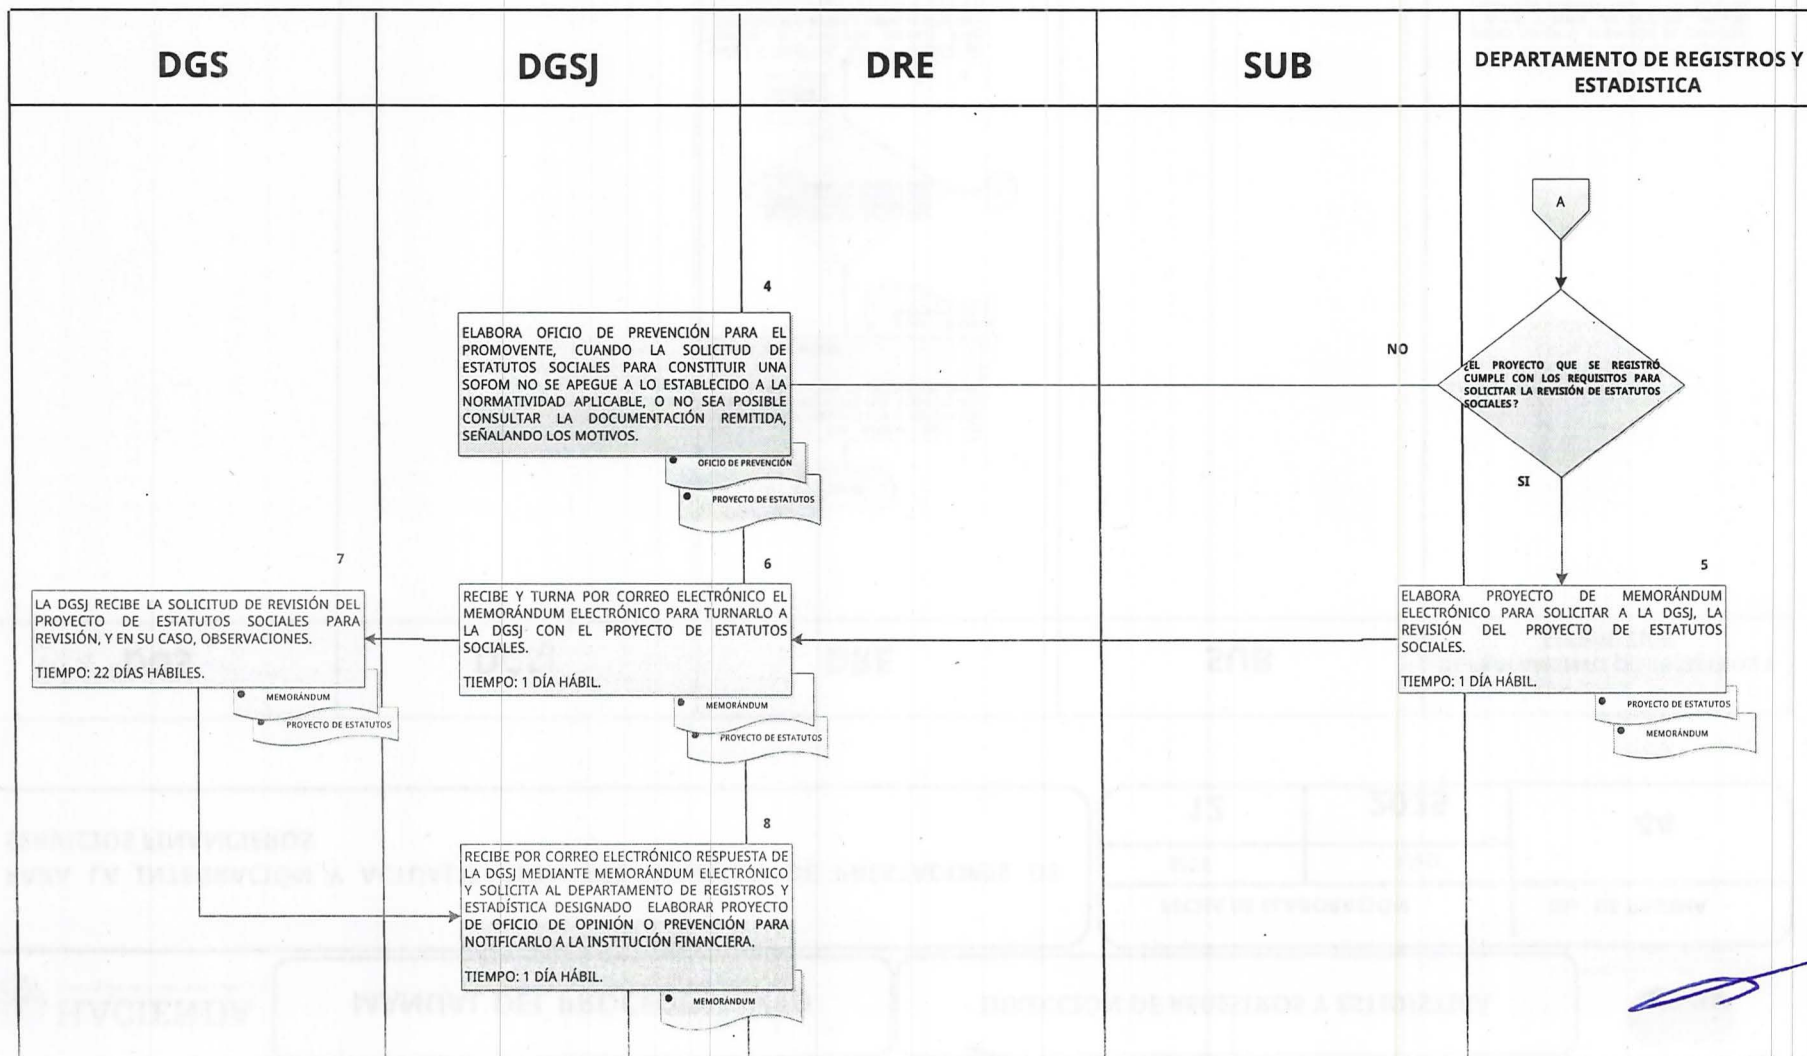 DGS
DGSJ
DRE
SUB
DEPARTAMENTO DE REGISTROS Y
ESTADISTICA
A
¿EL PROYECTO QUE SE REGISTRÓ
CUMPLE CON LOS REQUISITOS PARA
SOLICITAR LA REVISIÓN DE ESTATUTOS
SOCIALES?
NO
SI
4
ELABORA OFICIO DE PREVENCIÓN PARA EL
PROMOVENTE, CUANDO LA SOLICITUD DE
ESTATUTOS SOCIALES PARA CONSTITUIR UNA
SOFOM NO SE APEGUE A LO ESTABLECIDO A LA
NORMATIVIDAD APLICABLE, O NO SEA POSIBLE
CONSULTAR LA DOCUMENTACIÓN REMITIDA,
SEÑALANDO LOS MOTIVOS.
OFICIO DE PREVENCIÓN
PROYECTO DE ESTATUTOS
5
ELABORA PROYECTO DE MEMORÁNDUM
ELECTRÓNICO PARA SOLICITAR A LA DGSJ, LA
REVISIÓN DEL PROYECTO DE ESTATUTOS
SOCIALES.
TIEMPO: 1 DÍA HÁBIL.
PROYECTO DE ESTATUTOS
MEMORÁNDUM
6
RECIBE Y TURNA POR CORREO ELECTRÓNICO EL
MEMORÁNDUM ELECTRÓNICO PARA TURNARLO A
LA DGSJ CON EL PROYECTO DE ESTATUTOS
SOCIALES.
TIEMPO: 1 DÍA HÁBIL.
MEMORÁNDUM
PROYECTO DE ESTATUTOS
7
LA DGSJ RECIBE LA SOLICITUD DE REVISIÓN DEL
PROYECTO DE ESTATUTOS SOCIALES PARA
REVISIÓN, Y EN SU CASO, OBSERVACIONES.
TIEMPO: 22 DÍAS HÁBILES.
MEMORÁNDUM
PROYECTO DE ESTATUTOS
8
RECIBE POR CORREO ELECTRÓNICO RESPUESTA DE
LA DGSJ MEDIANTE MEMORÁNDUM ELECTRÓNICO
Y SOLICITA AL DEPARTAMENTO DE REGISTROS Y
ESTADÍSTICA DESIGNADO ELABORAR PROYECTO
DE OFICIO DE OPINIÓN O PREVENCIÓN PARA
NOTIFICARLO A LA INSTITUCIÓN FINANCIERA.
TIEMPO: 1 DÍA HÁBIL.
MEMORÁNDUM